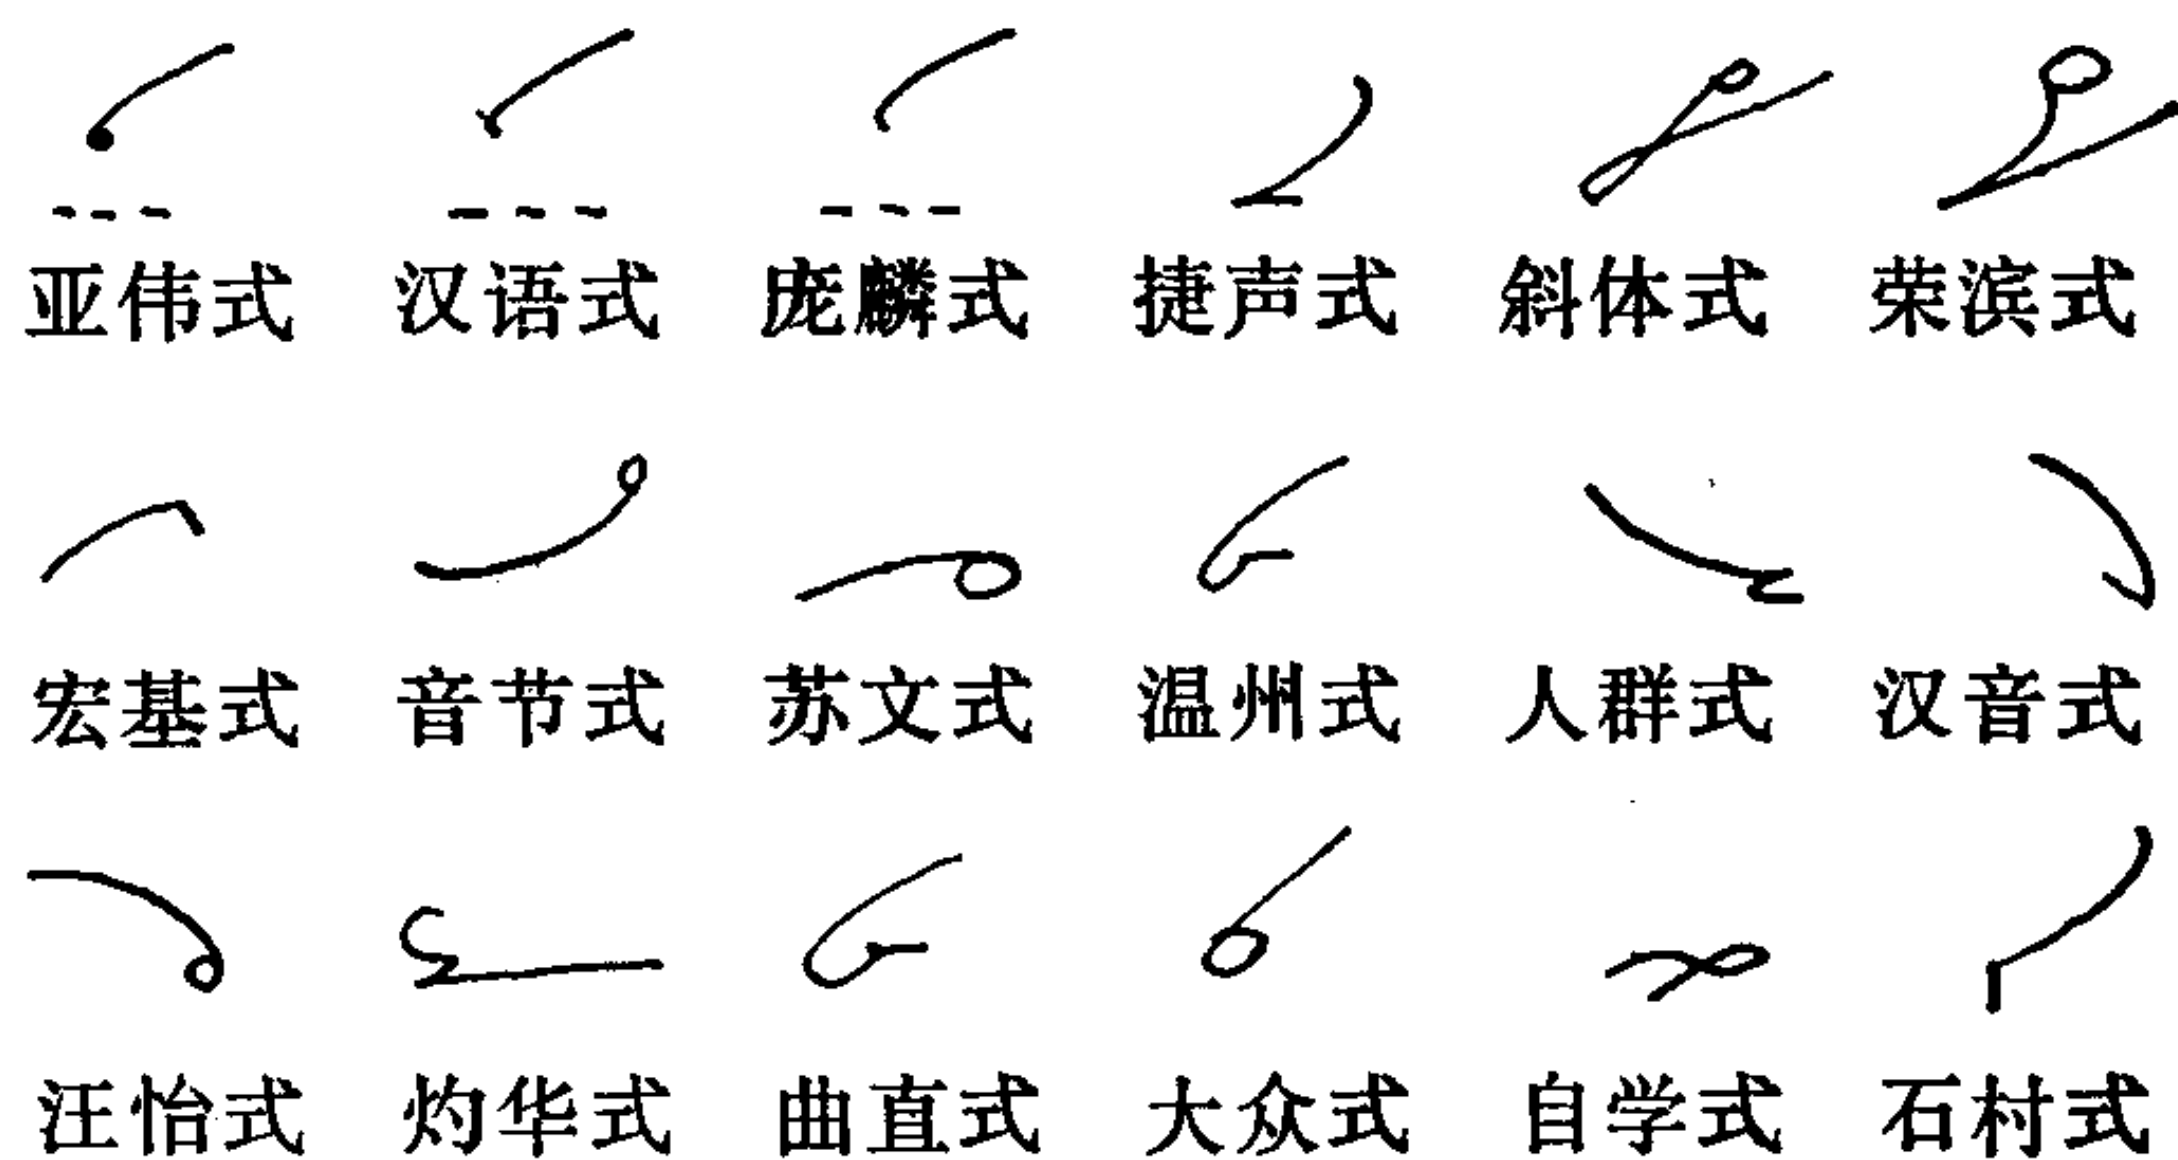 亚伟式 汉语式 庞麟式 捷声式 斜体式 荣滨式
宏基式 音节式 苏文式 温州式 人群式 汉音式
汪怡式 灼华式 曲直式 大众式 自学式 石村式